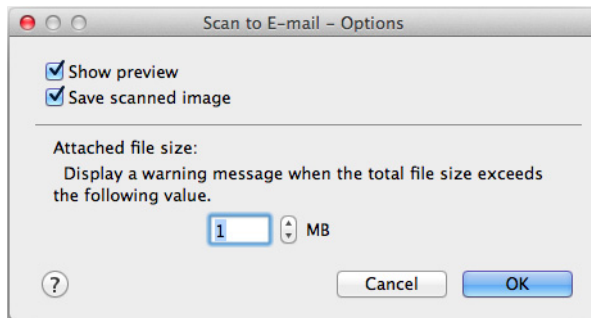 Scan to E-mail – Options
Show preview
Save scanned image
Attached file size:
Display a warning message when the total file size exceeds
the following value.
1 MB
?
Cancel OK